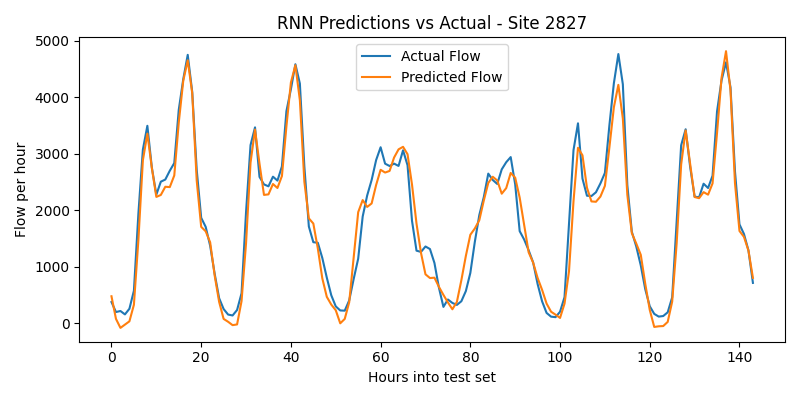 RNN Predictions vs Actual - Site 2827
Actual Flow
Predicted Flow
Flow per hour
5000
4000
3000
2000
1000
0
0 20 40 60 80 100 120 140
Hours into test set